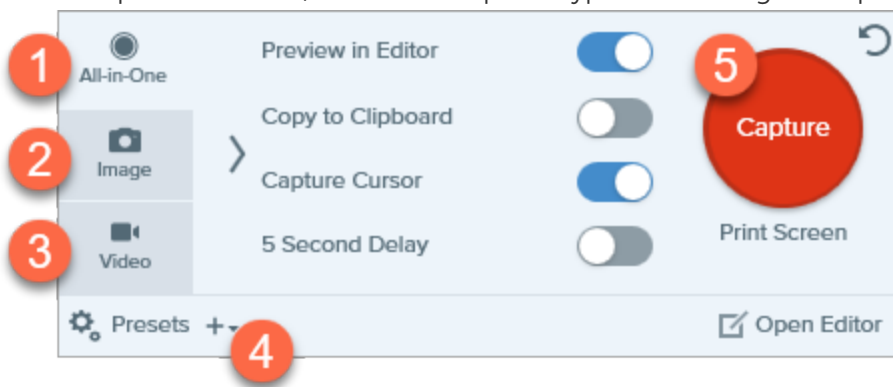 1
All-in-One
2
Image
3
Video
Preview in Editor
Copy to Clipboard
Capture Cursor
5 Second Delay
5
Capture
Print Screen
Presets +
4
Open Editor